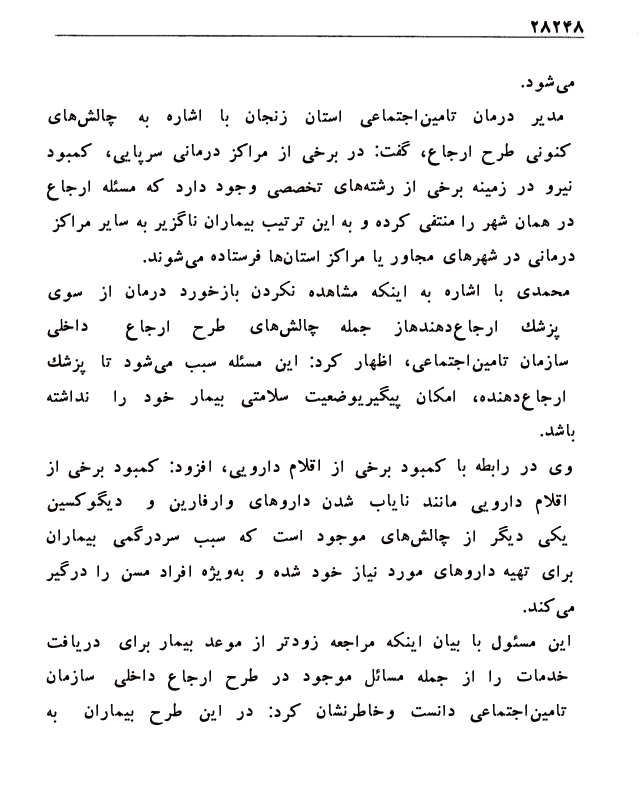 ۲۸۲۴۸
می‌شود.
مدیر درمان تامین‌اجتماعی استان زنجان با اشاره به چالش‌های
کنونی طرح ارجاع، گفت: در برخی از مراکز درمانی سرپایی، کمبود
نیرو در زمینه برخی از رشته‌های تخصصی وجود دارد که مسئله ارجاع
در همان شهر را منتفی کرده و به این ترتیب بیماران ناگزیر به سایر مراکز
درمانی در شهرهای مجاور یا مراکز استان‌ها فرستاده می‌شوند.
محمدی با اشاره به اینکه مشاهده نکردن بازخورد درمان از سوی
پزشك ارجاع‌دهندهاز جمله چالش‌های طرح ارجاع داخلی
سازمان تامین‌اجتماعی، اظهار کرد: این مسئله سبب می‌شود تا پزشك
ارجاع‌دهنده، امکان پیگیریوضعیت سلامتی بیمار خود را نداشته
باشد.
وی در رابطه با کمبود برخی از اقلام دارویی، افزود: کمبود برخی از
اقلام دارویی مانند نایاب شدن داروهای وارفارین و دیگوکسین
یکی دیگر از چالش‌های موجود است که سبب سردرگمی بیماران
برای تهیه داروهای مورد نیاز خود شده و به‌ویژه افراد مسن را درگیر
می‌کند.
این مسئول با بیان اینکه مراجعه زودتر از موعد بیمار برای دریافت
خدمات را از جمله مسائل موجود در طرح ارجاع داخلی سازمان
تامین‌اجتماعی دانست وخاطرنشان کرد: در این طرح بیماران به